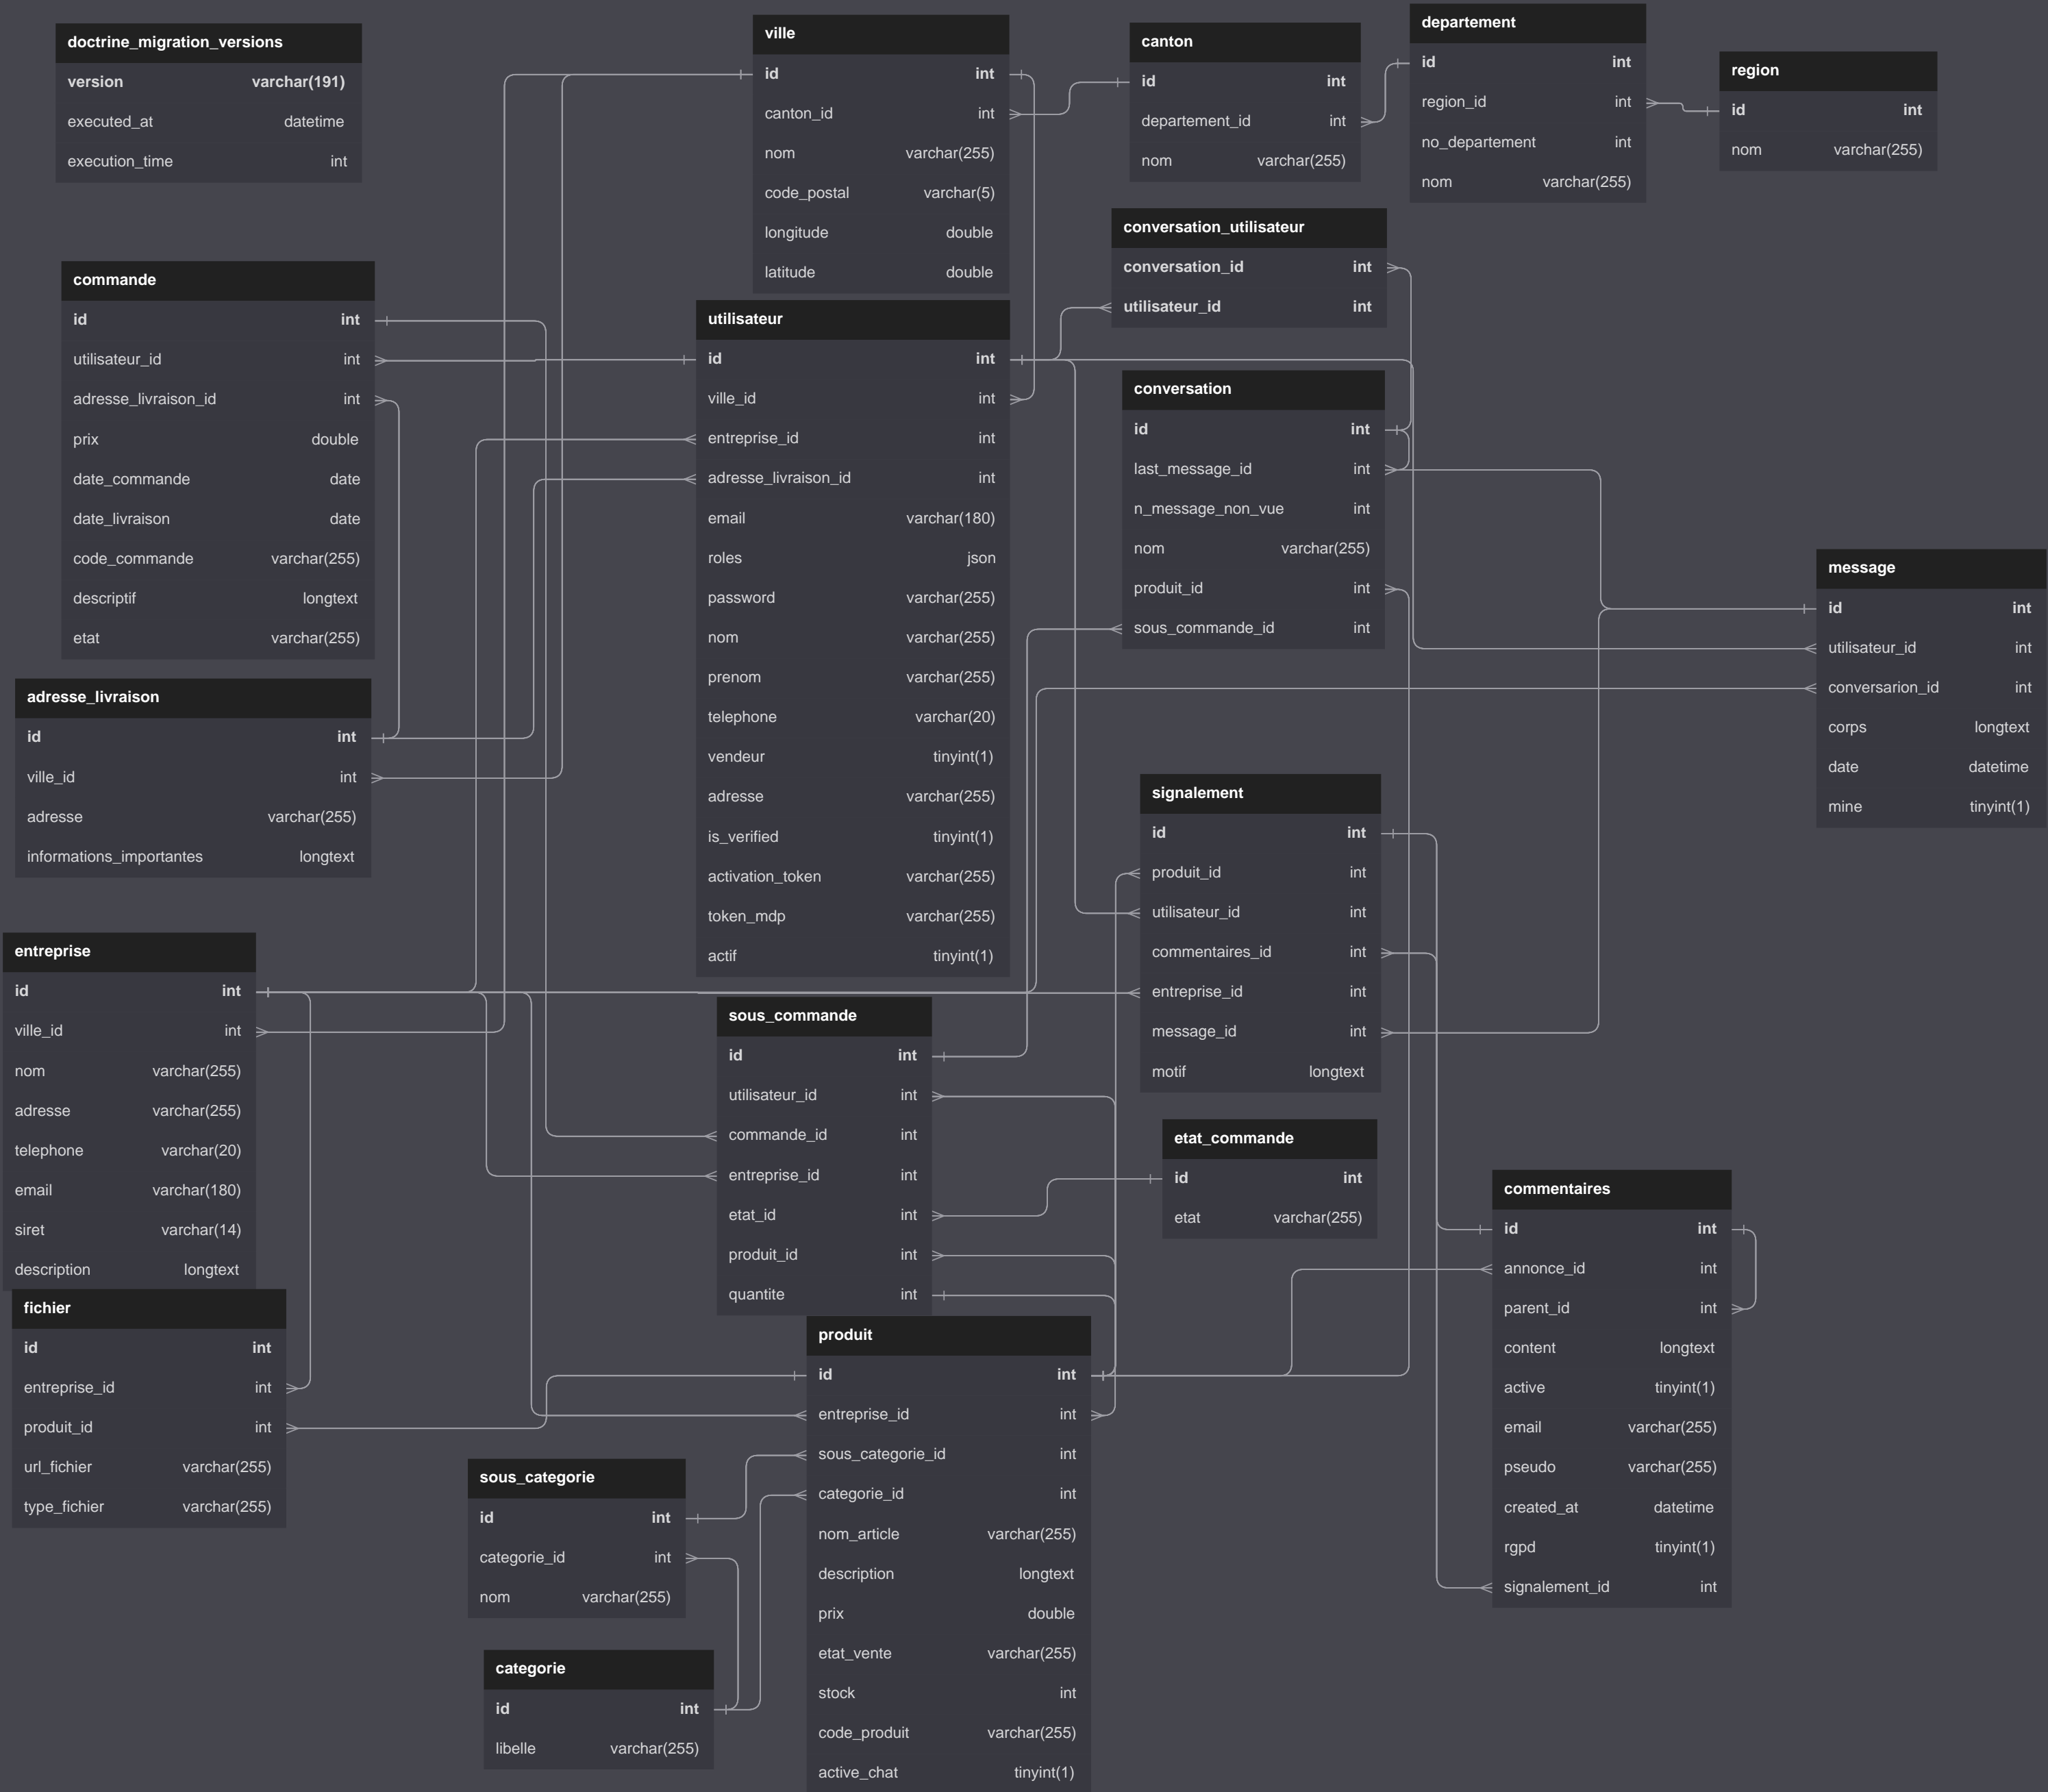 doctrine_migration_versions
version varchar(191)
executed_at datetime
execution_time int
ville
id int
canton_id int
nom varchar(255)
code_postal varchar(5)
longitude double
latitude double
canton
id int
departement_id int
nom varchar(255)
departement
id int
region_id int
no_departement int
nom varchar(255)
region
id int
nom varchar(255)
conversation_utilisateur
conversation_id int
utilisateur_id int
commande
id int
utilisateur_id int
adresse_livraison_id int
prix double
date_commande date
date_livraison date
code_commande varchar(255)
descriptif longtext
etat varchar(255)
utilisateur
id int
ville_id int
entreprise_id int
adresse_livraison_id int
email varchar(180)
roles json
password varchar(255)
nom varchar(255)
prenom varchar(255)
telephone varchar(20)
vendeur tinyint(1)
adresse varchar(255)
is_verified tinyint(1)
activation_token varchar(255)
token_mdp varchar(255)
actif tinyint(1)
conversation
id int
last_message_id int
n_message_non_vue int
nom varchar(255)
produit_id int
sous_commande_id int
message
id int
utilisateur_id int
conversarion_id int
corps longtext
date datetime
mine tinyint(1)
adresse_livraison
id int
ville_id int
adresse varchar(255)
informations_importantes longtext
signalement
id int
produit_id int
utilisateur_id int
commentaires_id int
entreprise_id int
message_id int
motif longtext
entreprise
id int
ville_id int
nom varchar(255)
adresse varchar(255)
telephone varchar(20)
email varchar(180)
siret varchar(14)
description longtext
sous_commande
id int
utilisateur_id int
commande_id int
entreprise_id int
etat_id int
produit_id int
quantite int
etat_commande
id int
etat varchar(255)
commentaires
id int
annonce_id int
parent_id int
content longtext
active tinyint(1)
email varchar(255)
pseudo varchar(255)
created_at datetime
rgpd tinyint(1)
signalement_id int
fichier
id int
entreprise_id int
produit_id int
url_fichier varchar(255)
type_fichier varchar(255)
produit
id int
entreprise_id int
sous_categorie_id int
categorie_id int
nom_article varchar(255)
description longtext
prix double
etat_vente varchar(255)
stock int
code_produit varchar(255)
active_chat tinyint(1)
sous_categorie
id int
categorie_id int
nom varchar(255)
categorie
id int
libelle varchar(255)